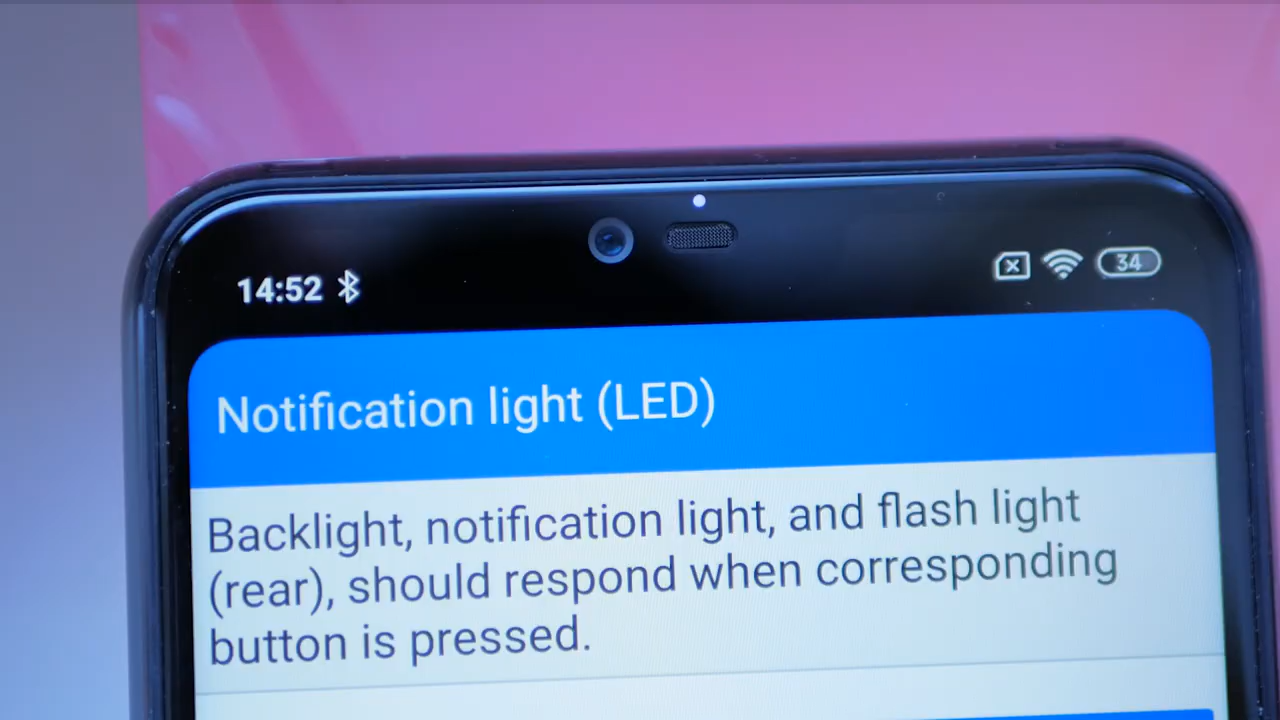 14:52
34
Notification light (LED)
Backlight, notification light, and flash light
(rear), should respond when corresponding
button is pressed.